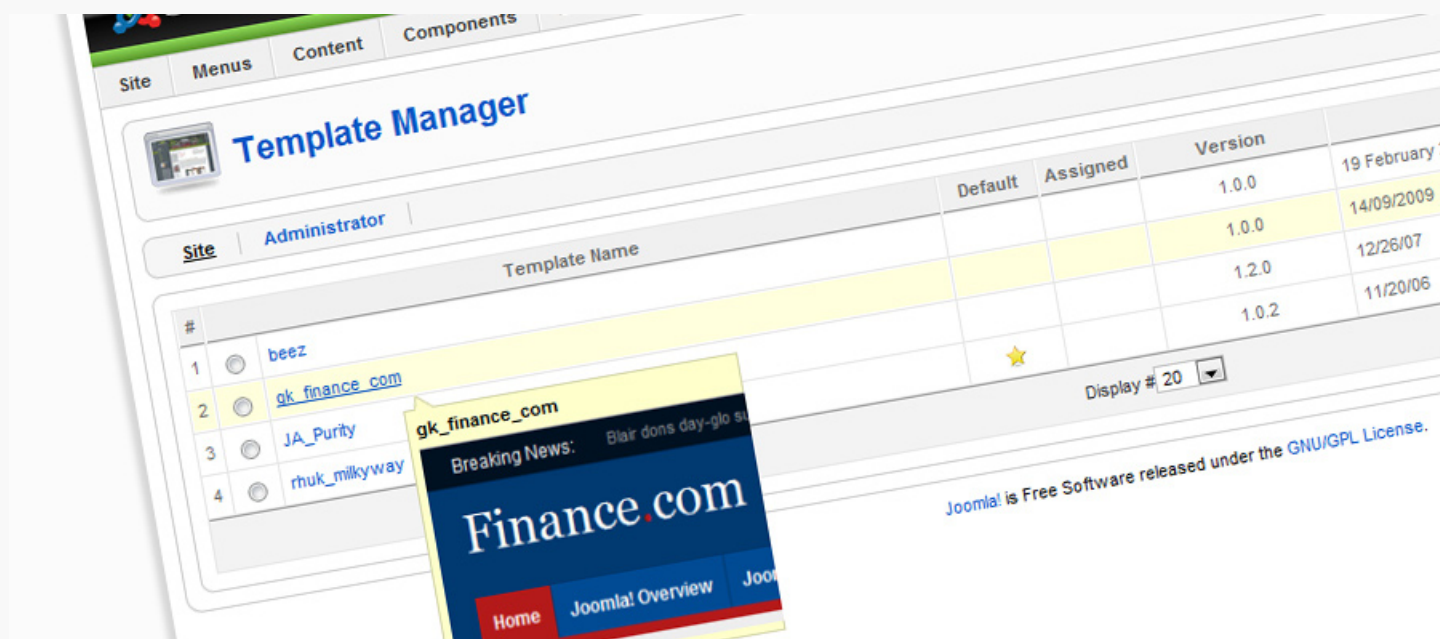 Site Menus Content Components
Template Manager
Site Administrator
# Template Name Default Assigned Version
1 beez 1.0.0 19 February
2 gk_finance_com 1.0.0 14/09/2009
3 JA_Purity 1.2.0 12/26/07
4 rhuk_milkyway 1.0.2 11/20/06
Display # 20
gk_finance_com
Breaking News: Blair dons day-glo
Finance.com
Home Joomla! Overview
Joomla! is Free Software released under the GNU/GPL License.